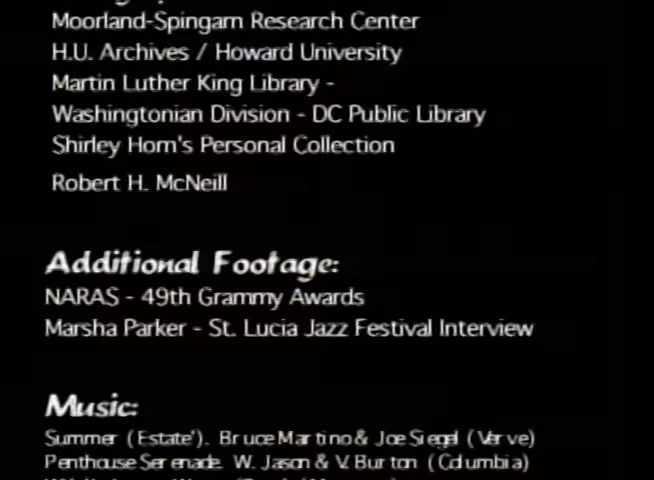 Moorland-Spingarn Research Center
H.U. Archives / Howard University
Martin Luther King Library -
Washingtonian Division - DC Public Library
Shirley Horn's Personal Collection
Robert H. McNeill
Additional Footage:
NARAS - 49th Grammy Awards
Marsha Parker - St. Lucia Jazz Festival Interview
Music:
Summer (Estate'). Bruce Martino & Joe Siegel (Verve)
Penthouse Serenade. W. Jason & V. Burton (Columbia)